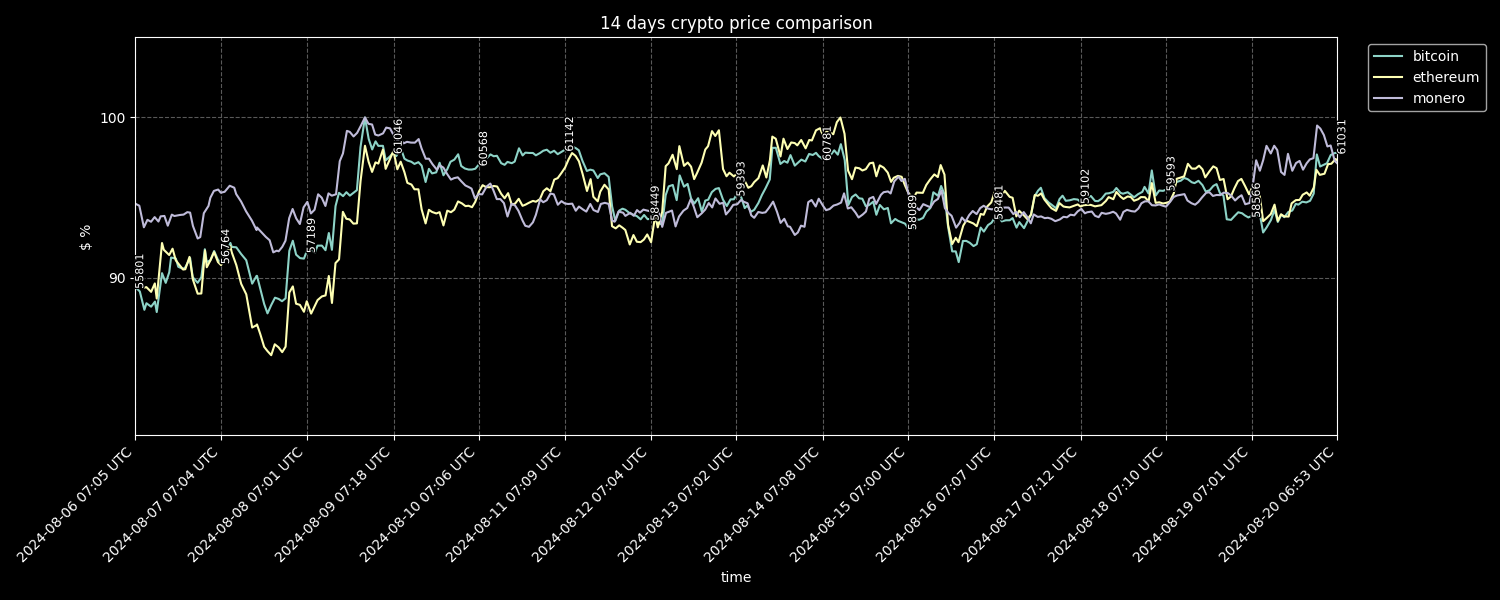 14 days crypto price comparison
bitcoin
ethereum
monero
100
90
$ %
55801
56764
57189
61046
60568
61142
58449
59393
60781
58089
58481
59102
59593
58566
61031
2024-08-06 07:05 UTC
2024-08-07 07:04 UTC
2024-08-08 07:01 UTC
2024-08-09 07:18 UTC
2024-08-10 07:06 UTC
2024-08-11 07:09 UTC
2024-08-12 07:04 UTC
2024-08-13 07:02 UTC
2024-08-14 07:08 UTC
2024-08-15 07:00 UTC
2024-08-16 07:07 UTC
2024-08-17 07:12 UTC
2024-08-18 07:10 UTC
2024-08-19 07:01 UTC
2024-08-20 06:53 UTC
time